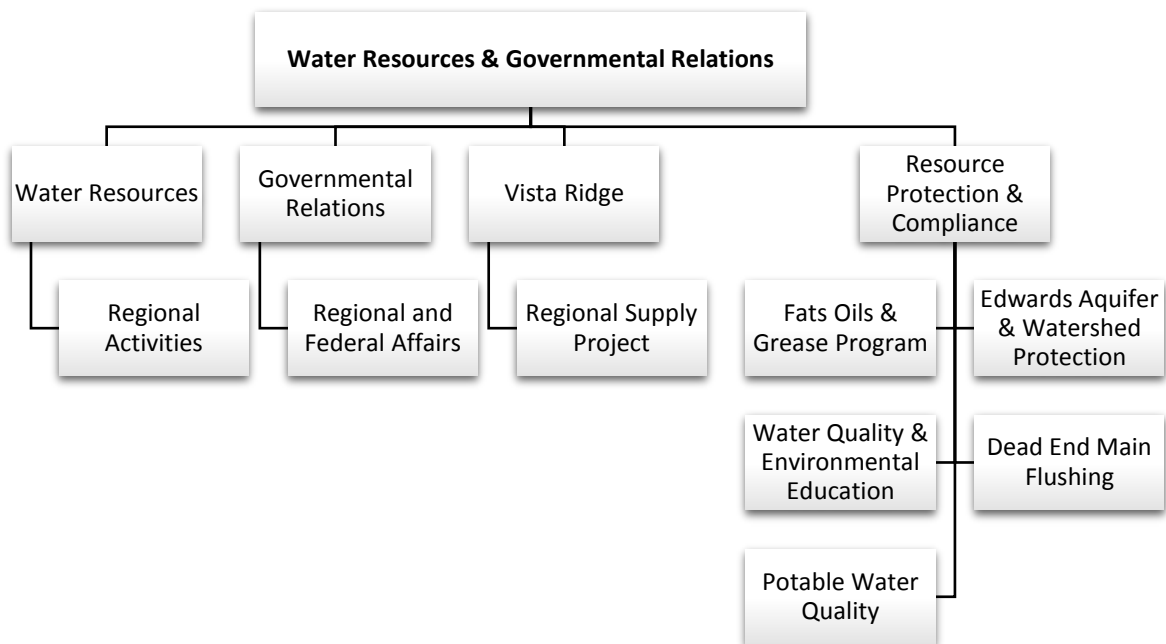 Water Resources & Governmental Relations
Water Resources
Governmental
Relations
Vista Ridge
Resource
Protection &
Compliance
Regional
Activities
Regional and
Federal Affairs
Regional Supply
Project
Fats Oils &
Grease Program
Edwards Aquifer
& Watershed
Protection
Water Quality &
Environmental
Education
Dead End Main
Flushing
Potable Water
Quality